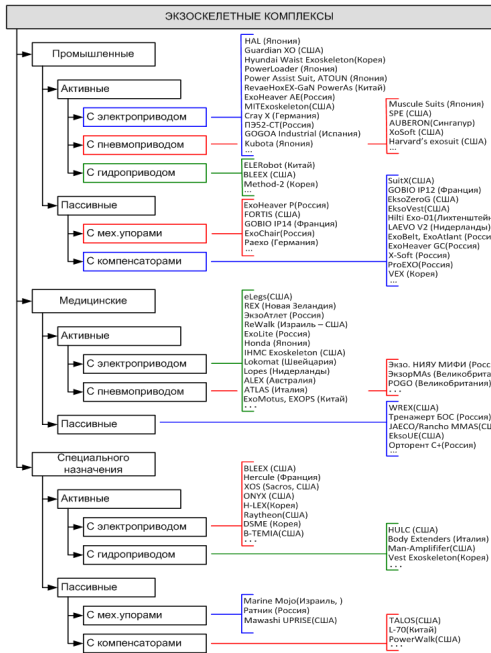 ЭКЗОСКЕЛЕТНЫЕ КОМПЛЕКСЫ
Промышленные
Активные
С электроприводом
HAL (Япония)
Guardian XO (США)
Hyundai Waist Exoskeleton(Корея)
PowerLoader (Япония)
Power Assist Suit, ATOUN (Япония)
RevaeHoxEX-GaN PowerAs (Китай)
ExoHeaver AE(Россия)
MITExoskeleton(США)
Cray X (Германия)
ПЭ52-СТ(Россия)
GOGOA Industrial (Испания)
Kubota (Япония)
...
С пневмоприводом
Muscule Suits (Япония)
SPE (США)
AUBERON(Сингапур)
XoSoft (США)
Harvard's exosuit (США)
...
С гидроприводом
ELERobot (Китай)
BLEEX (США)
Method-2 (Корея)
...
Пассивные
С мех.упорами
ExoHeaver P(Россия)
FORTIS (США)
GOBIO IP14 (Франция)
ExoChair(Россия)
Paexo (Германия)
...
С компенсаторами
SuitX(США)
GOBIO IP12 (Франция)
EksoZeroG (США)
EksoVest(США)
Hilti Exo-01(Лихтенштейн
LAEVO V2 (Нидерланды)
ExoBelt, ExoAtlant (Росси
ExoHeaver GC(Россия)
X-Soft (Россия)
ProEXO(Россия)
VEX (Корея)
...
Медицинские
Активные
С электроприводом
eLegs(США)
REX (Новая Зеландия)
ЭкзоАтлет (Россия)
ReWalk (Израиль – США)
ExoLite (Россия)
Honda (Япония)
IHMC Exoskeleton (США)
Lokomat (Швейцария)
Lopes (Нидерланды)
ALEX (Австралия)
ATLAS (Италия)
ExoMotus, EXOPS (Китай)
...
С пневмоприводом
Экзо. НИЯУ МИФИ (Росс
ЭкзорМАs (Великобрита
POGO (Великобритания)
...
Пассивные
WREX(США)
Тренажерт БОС (Россия)
JAECO/Rancho MMAS(СШ
EksoUE(США)
Орторент С+(Россия)
...
Специального
назначения
Активные
С электроприводом
BLEEX (США)
Hercule (Франция)
XOS (Sacros, США)
ONYX (США)
H-LEX(Корея)
Raytheon(США)
DSME (Корея)
B-TEMIA(США)
...
С гидроприводом
HULC (США)
Body Extenders (Италия)
Man-Amplififer(США)
Vest Exoskeleton(Корея)
...
Пассивные
С мех.упорами
Marine Mojo(Израиль, )
Ратник (Россия)
Mawashi UPRISE(США)
С компенсаторами
TALOS(США)
L-70(Китай)
PowerWalk(США)
...